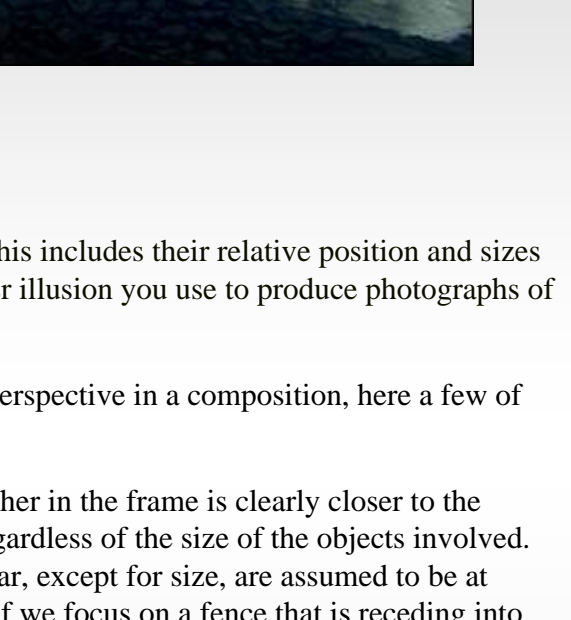 his includes their relative position and sizes
r illusion you use to produce photographs of
erspective in a composition, here a few of
her in the frame is clearly closer to the
gardless of the size of the objects involved.
ar, except for size, are assumed to be at
f we focus on a fence that is receding into